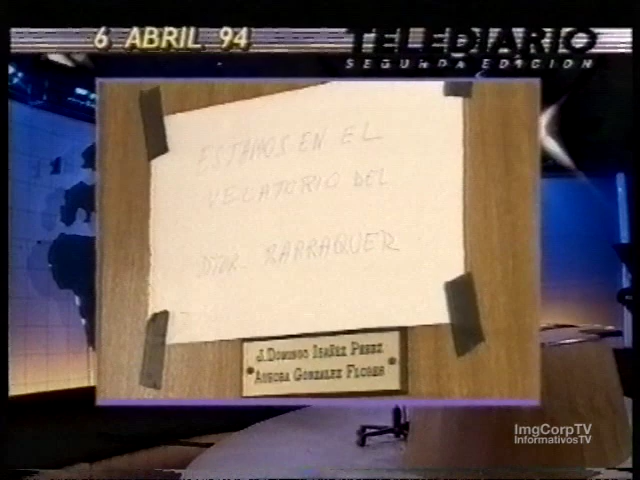 6 ABRIL 94
TELEDIARIO
SEGUNDA EDICION
ESTAMOS EN EL
VELATORIO DEL
DTOR. BARRAQUER
J. DOMINGO IBAÑEZ PEREZ
AURORA GONZALEZ FLORES
ImgCorpTV
InformativosTV